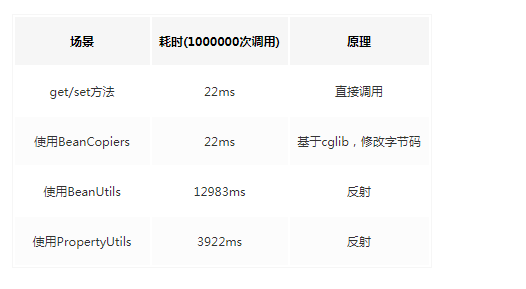 场景 耗时(1000000次调用) 原理
get/set方法 22ms 直接调用
使用BeanCopiers 22ms 基于cglib，修改字节码
使用BeanUtils 12983ms 反射
使用PropertyUtils 3922ms 反射